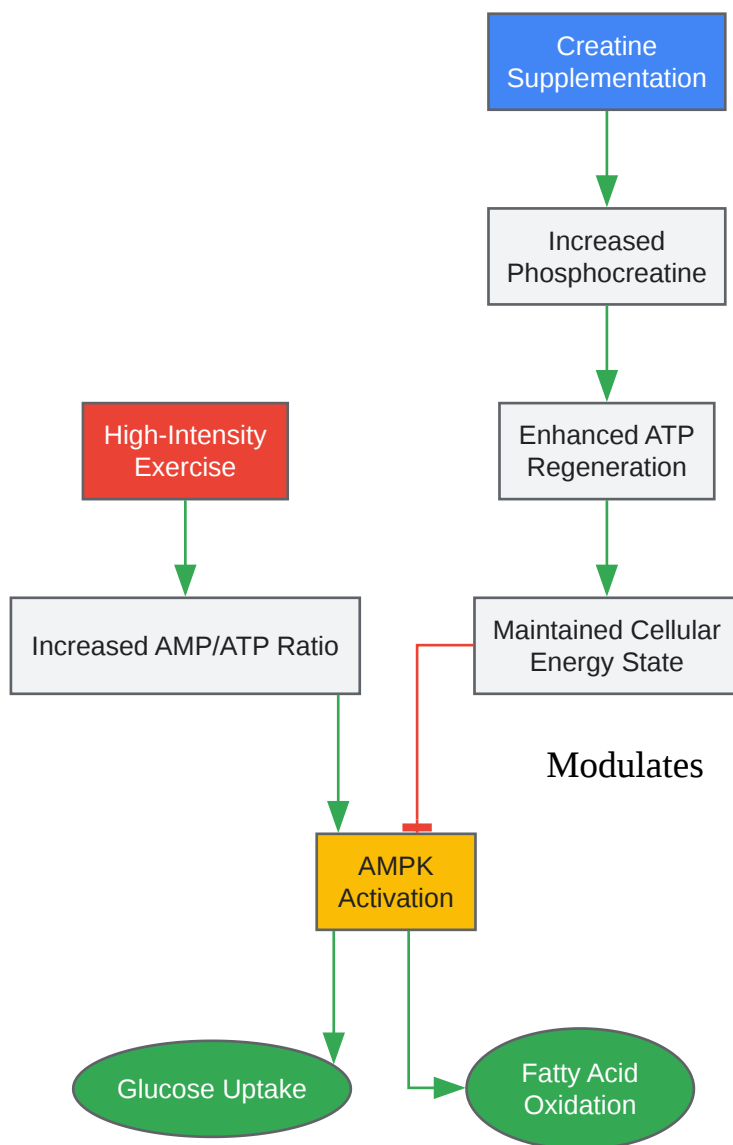 Creatine
Supplementation
Increased
Phosphocreatine
High-Intensity
Exercise
Enhanced ATP
Regeneration
Increased AMP/ATP Ratio
Maintained Cellular
Energy State
Modulates
AMPK
Activation
Glucose Uptake
Fatty Acid
Oxidation